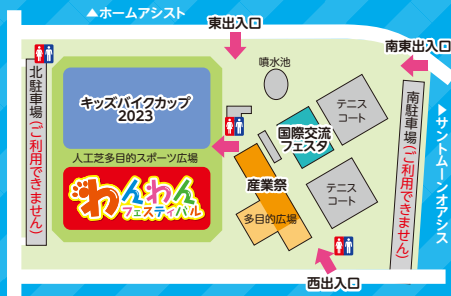 ▲ホームアシスト
東出入口
南東出入口
噴水池
北駐車場(ご利用できません)
キッズバイクカップ
2023
テニス
コート
国際交流
フェスタ
南駐車場(ご利用できません)
▶サントムーンオアシス
人工芝多目的スポーツ広場
産業祭
わんわん
フェスティバル
テニス
コート
多目的広場
西出入口